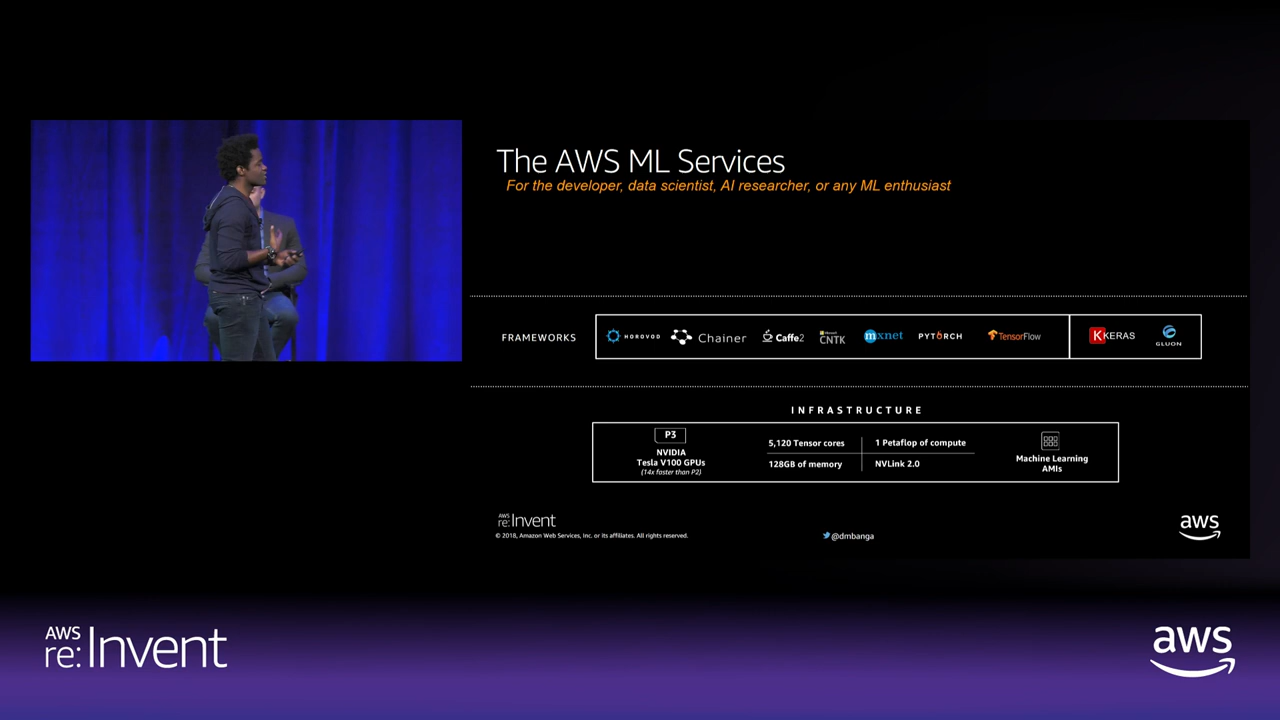 The AWS ML Services
For the developer, data scientist, AI researcher, or any ML enthusiast
FRAMEWORKS
HOROVOD
Chainer
Caffe2
Microsoft
CNTK
mxnet
PYTORCH
TensorFlow
K KERAS
GLUON
INFRASTRUCTURE
P3
NVIDIA
Tesla V100 GPUs
(14x faster than P2)
5,120 Tensor cores
1 Petaflop of compute
128GB of memory
NVLink 2.0
Machine Learning
AMIs
AWS
re:Invent
© 2018, Amazon Web Services, Inc. or its affiliates. All rights reserved.
@dmbanga
aws
AWS
re:Invent
aws